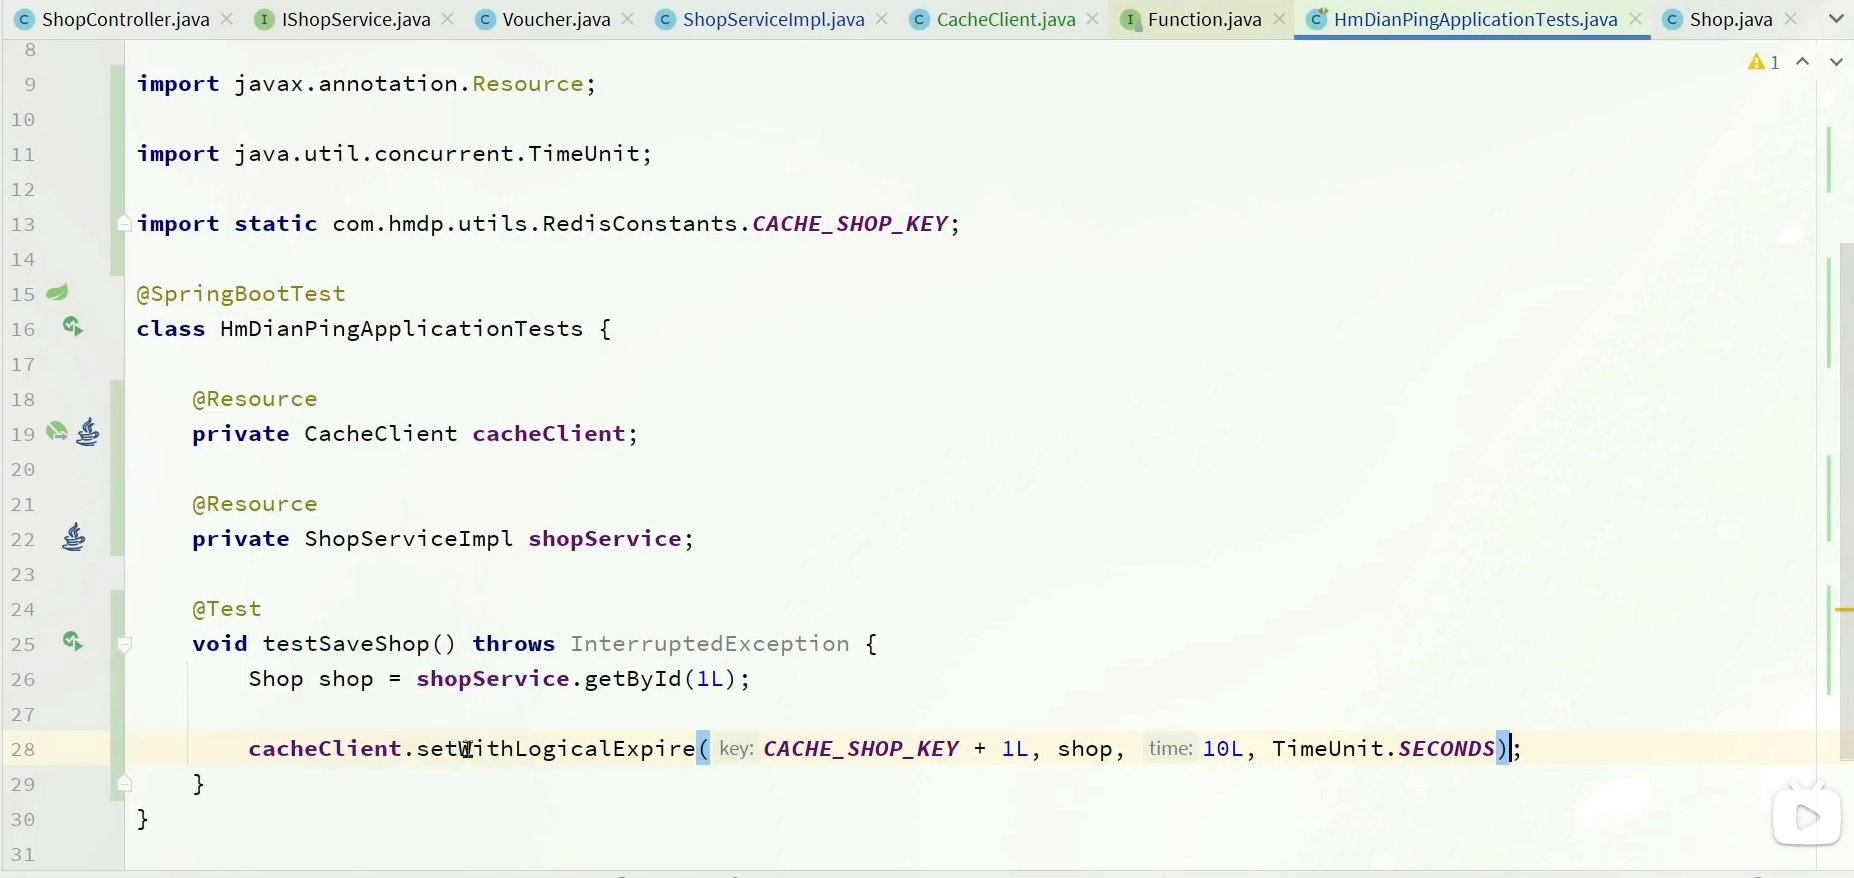 ShopController.java IShopService.java Voucher.java ShopServiceImpl.java CacheClient.java Function.java HmDianPingApplicationTests.java Shop.java
8
1
9 import javax.annotation.Resource;
10
11 import java.util.concurrent.TimeUnit;
12
13 import static com.hmdp.utils.RedisConstants.CACHE_SHOP_KEY;
14
15 @SpringBootTest
16 class HmDianPingApplicationTests {
17
18 @Resource
19 private CacheClient cacheClient;
20
21 @Resource
22 private ShopServiceImpl shopService;
23
24 @Test
25 void testSaveShop() throws InterruptedException {
26 Shop shop = shopService.getById(1L);
27
28 cacheClient.setWithLogicalExpire( key: CACHE_SHOP_KEY + 1L, shop, time: 10L, TimeUnit.SECONDS);
29 }
30 }
31